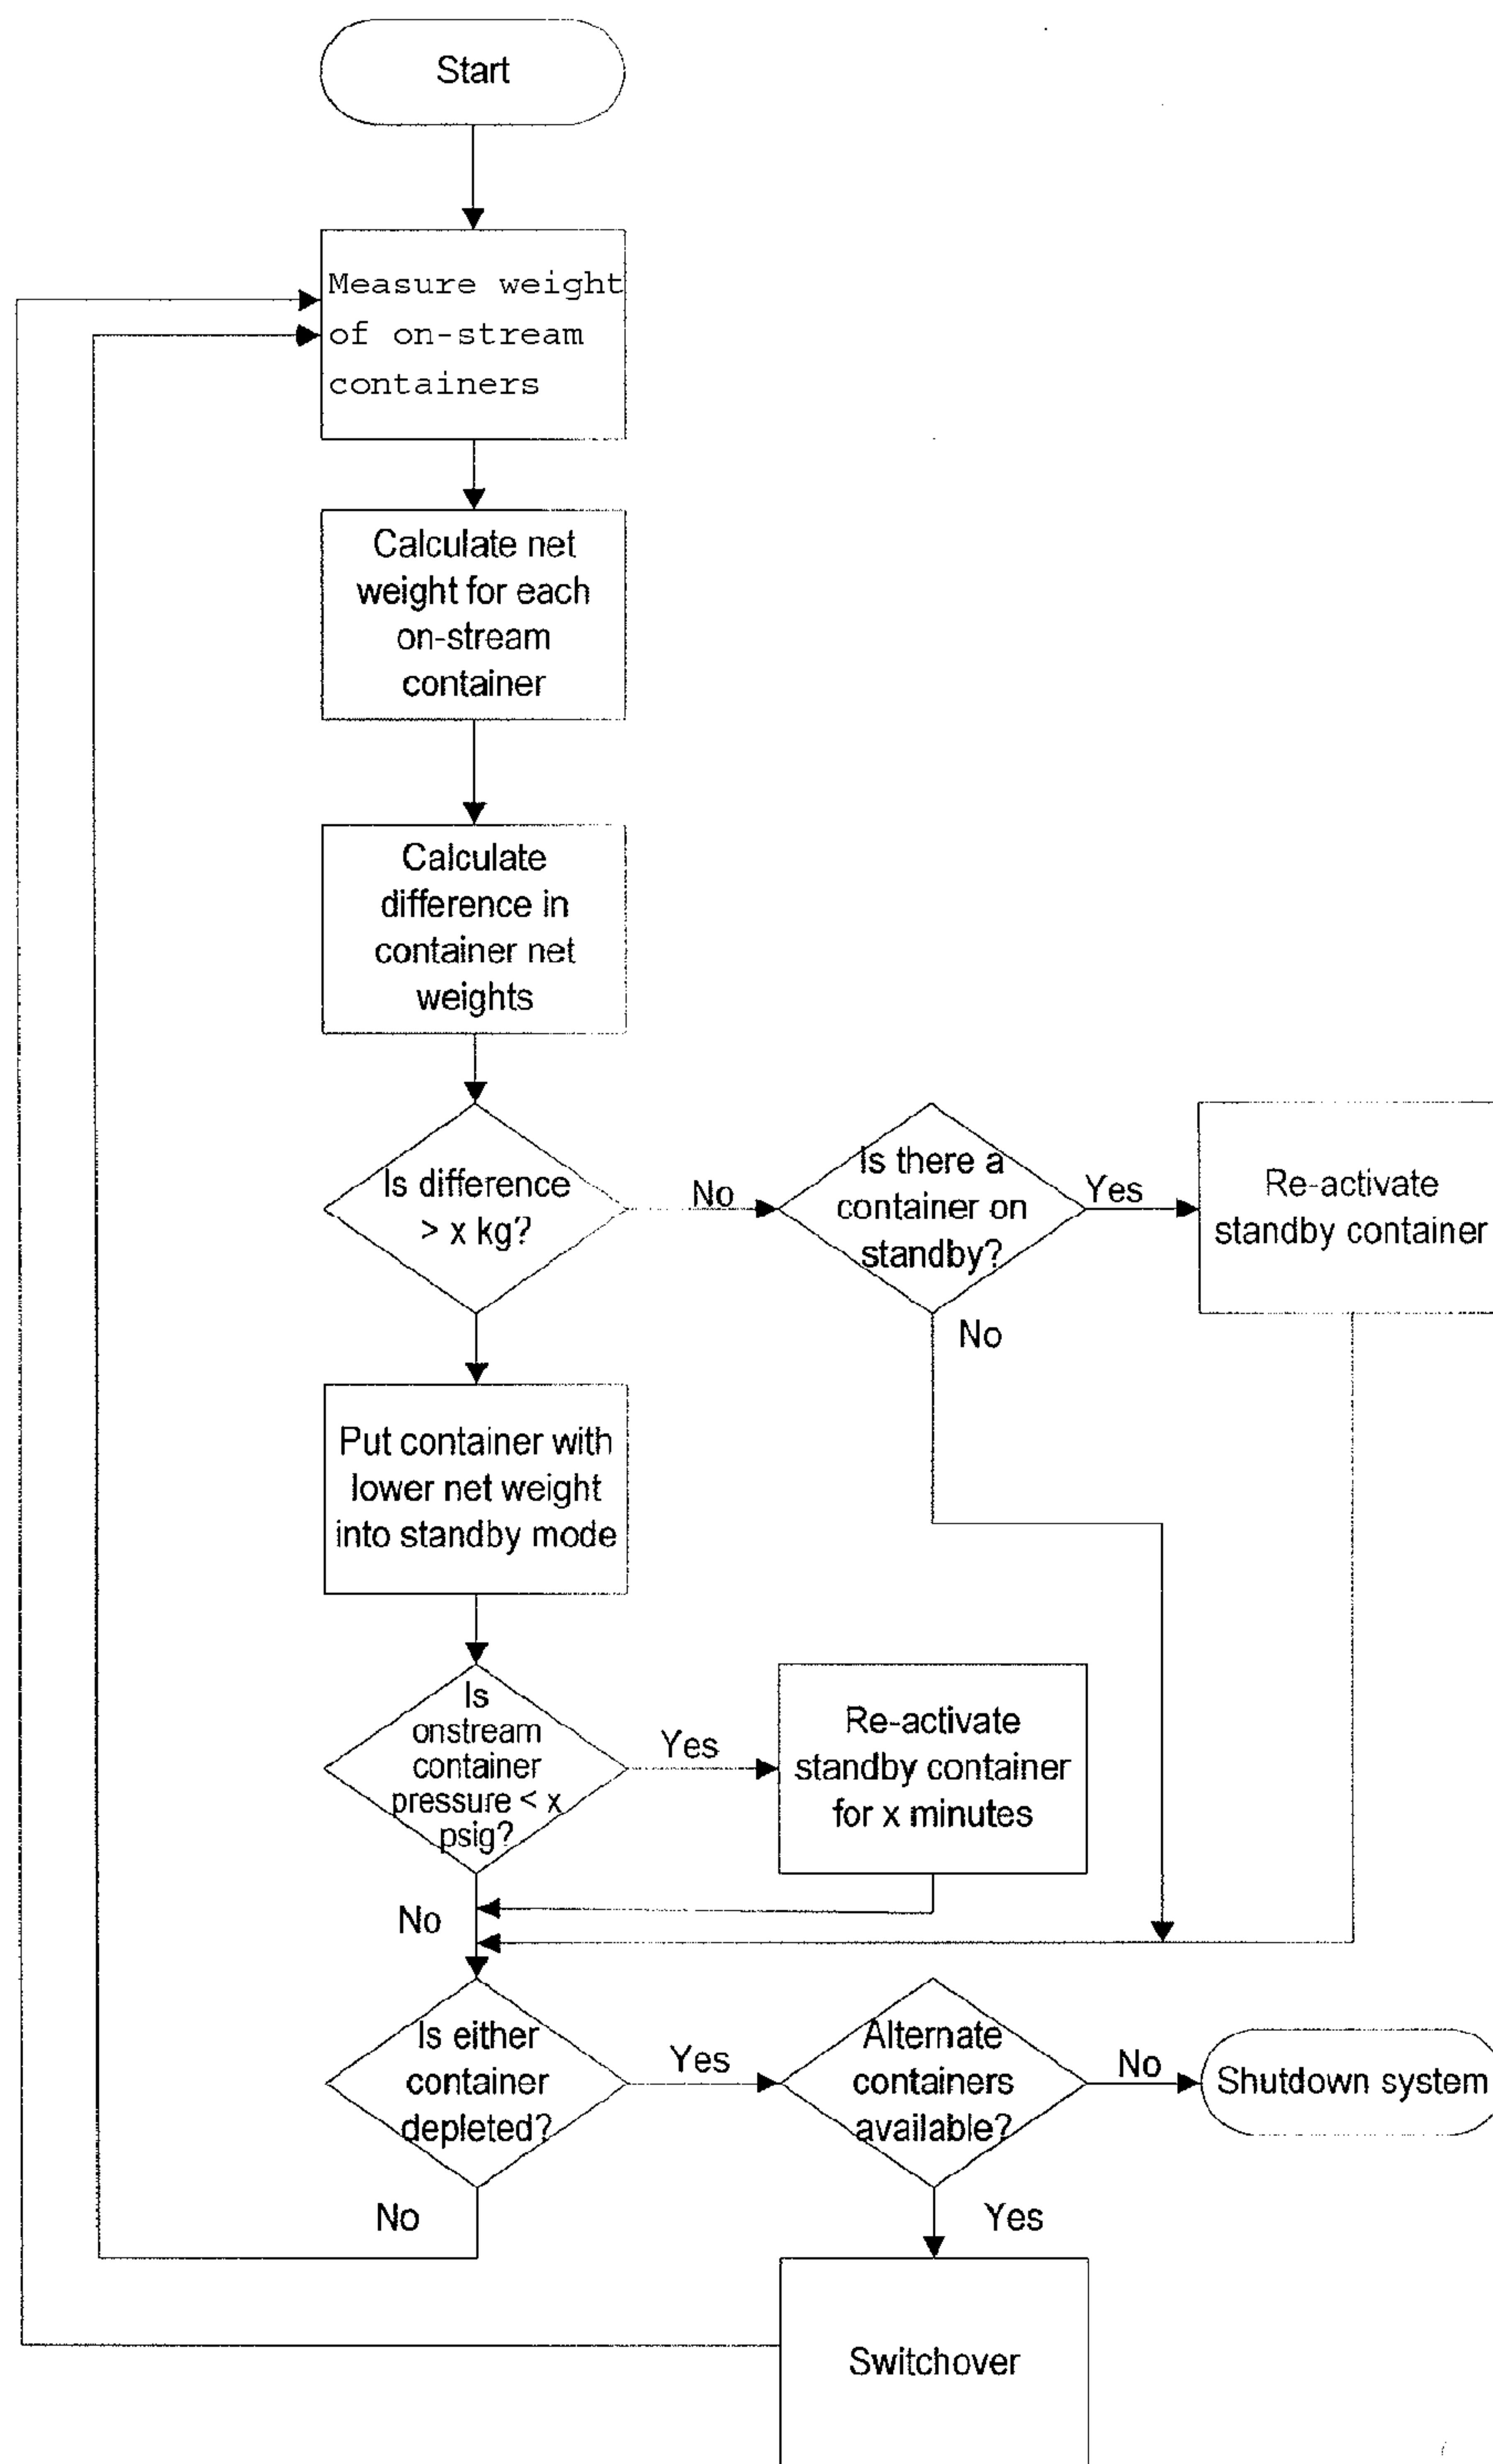 Start
Measure weight
of on-stream
containers
Calculate net
weight for each
on-stream
container
Calculate
difference in
container net
weights
Is difference
> x kg?
No
Is there a
container on
standby?
Yes
Re-activate
standby container
No
Put container with
lower net weight
into standby mode
Is
onstream
container
pressure < x
psig?
Yes
Re-activate
standby container
for x minutes
No
Is either
container
depleted?
Yes
Alternate
containers
available?
No
Shutdown system
No
Yes
Switchover